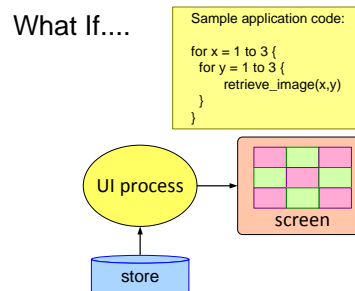 What If....
Sample application code:
for x = 1 to 3 {
for y = 1 to 3 {
retrieve_image(x,y)
}
}
UI process
screen
store